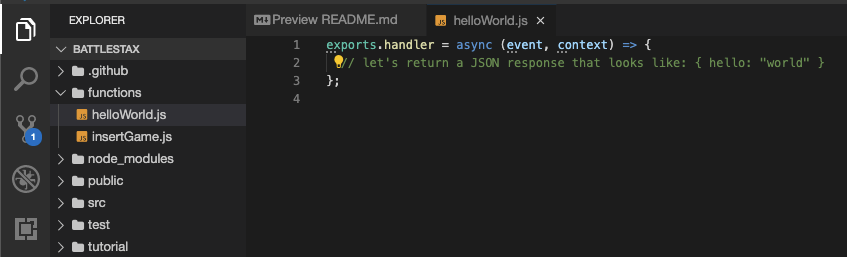 EXPLORER
Preview README.md
JS helloWorld.js ×
BATTLESTAX
.github
functions
JS helloWorld.js
JS insertGame.js
node_modules
public
src
test
tutorial
1
1 exports.handler = async (event, context) => {
2 // let's return a JSON response that looks like: { hello: "world" }
3 };
4